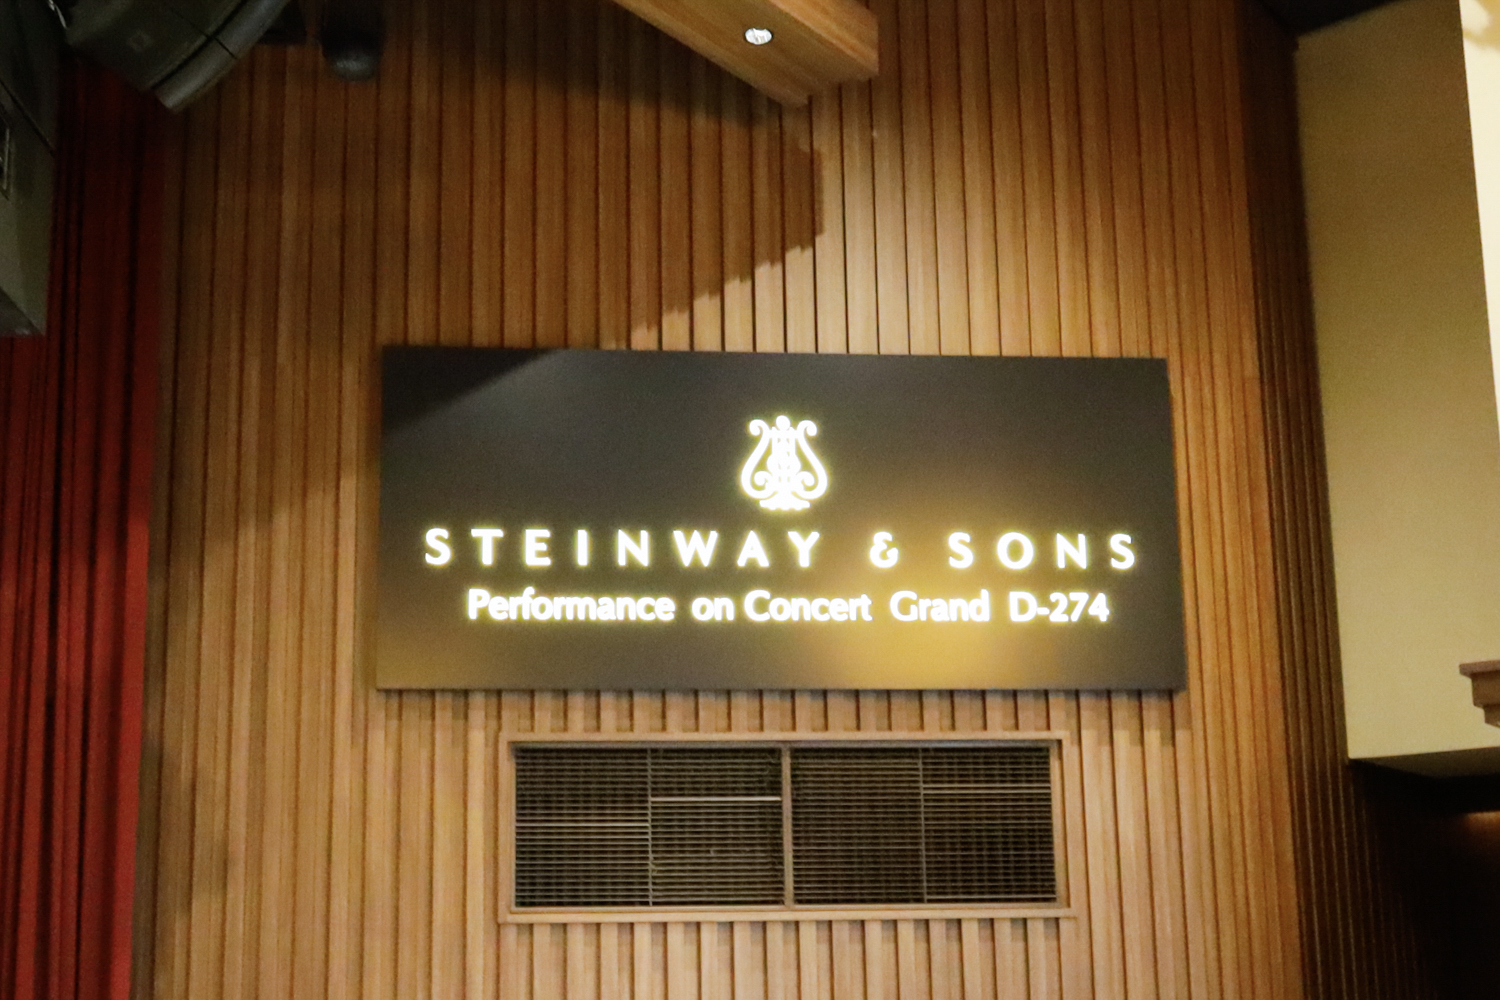 STEINWAY & SONS
Performance on Concert Grand D-274